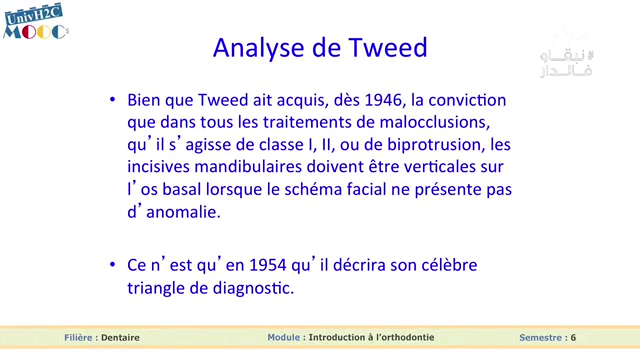 UnivH2C
MOOCs
Analyse de Tweed
#نبقاو
فالدار
• Bien que Tweed ait acquis, dès 1946, la conviction
que dans tous les traitements de malocclusions,
qu’il s’agisse de classe I, II, ou de biprotrusion, les
incisives mandibulaires doivent être verticales sur
l’os basal lorsque le schéma facial ne présente pas
d’anomalie.
• Ce n’est qu’en 1954 qu’il décrira son célèbre
triangle de diagnostic.
Filière : Dentaire
Module : Introduction à l’orthodontie
Semestre : 6